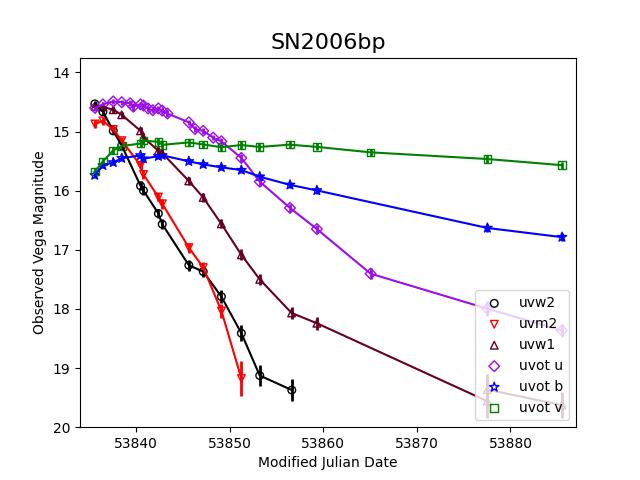 SN2006bp
Observed Vega Magnitude
14
15
16
17
18
19
20
uvw2
uvm2
uvw1
uvot u
uvot b
uvot v
53840 53850 53860 53870 53880
Modified Julian Date